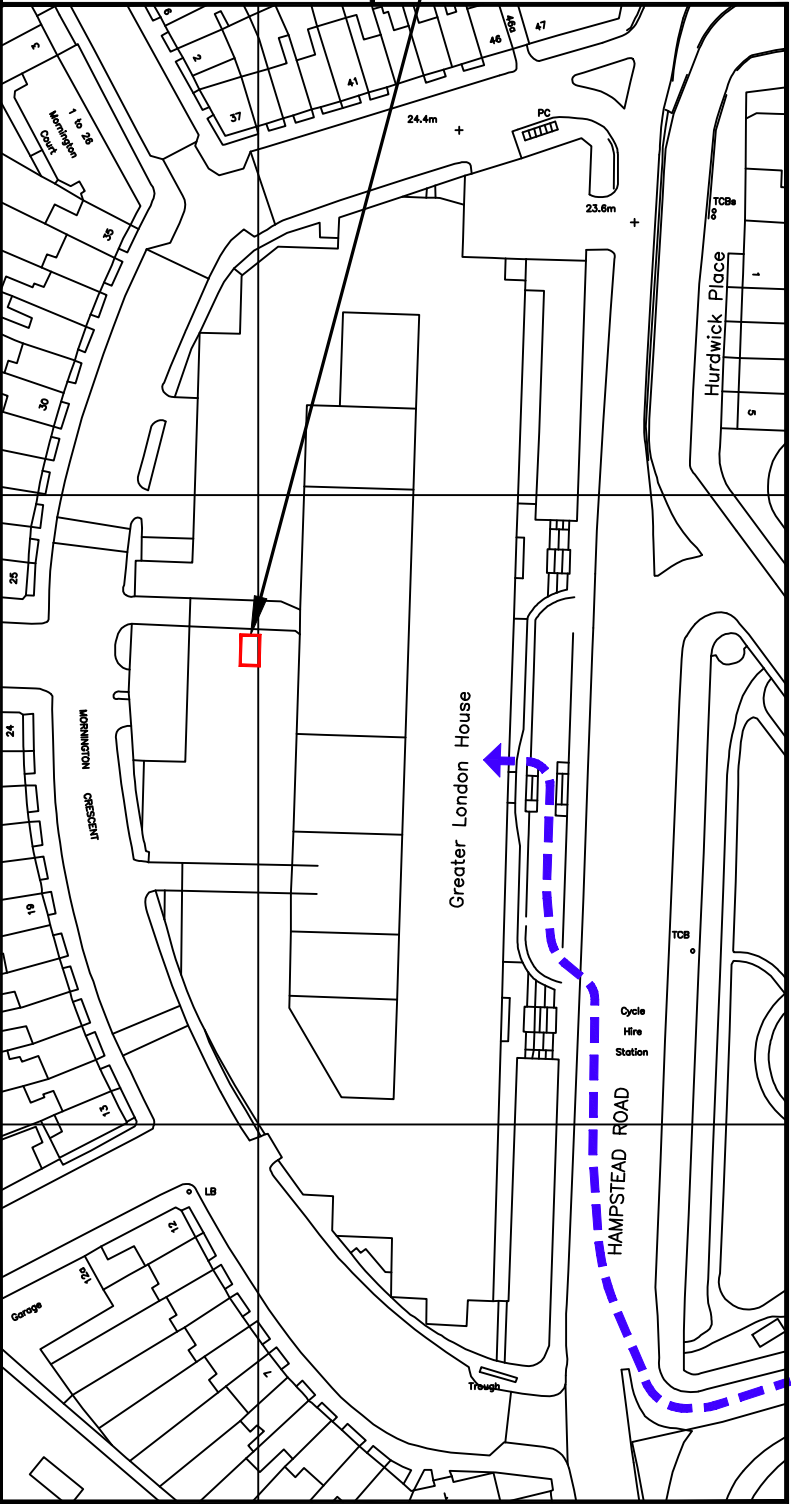 6
3
2
46a
47
46
41
37
24.4m
PC
1 to 26
Mornington
Court
35
23.6m
TCBs
Hurdwick Place
1
5
30
25
24
MORNINGTON
CRESCENT
Greater London House
19
TCB
Cycle
Hire
Station
HAMPSTEAD ROAD
13
LB
12
12a
Garage
7
Trough
1